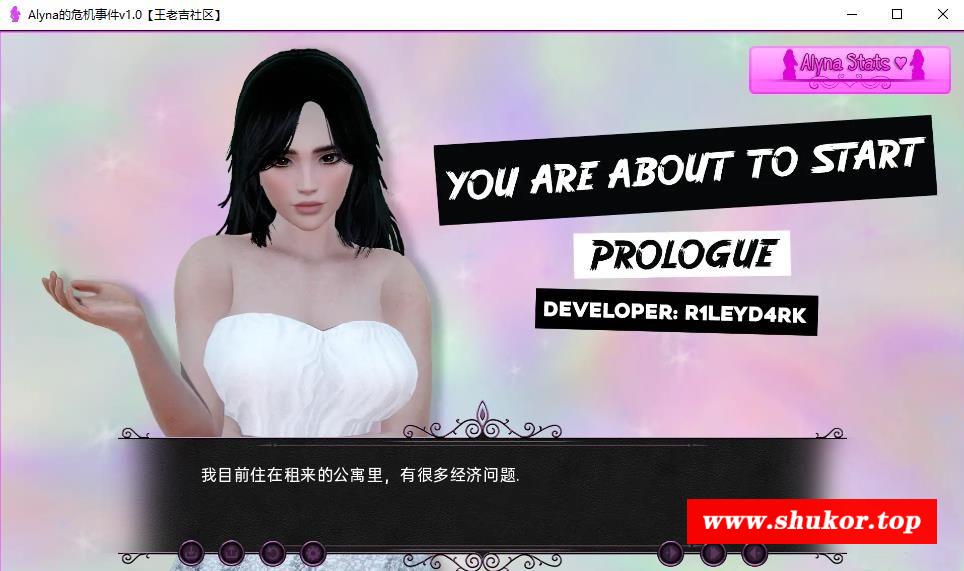 Alyna的危机事件v1.0【王老吉社区】
Alyna Stats ♡
YOU ARE ABOUT TO START
PROLOGUE
DEVELOPER: R1LEYD4RK
我目前住在租来的公寓里，有很多经济问题.
www.shukor.top